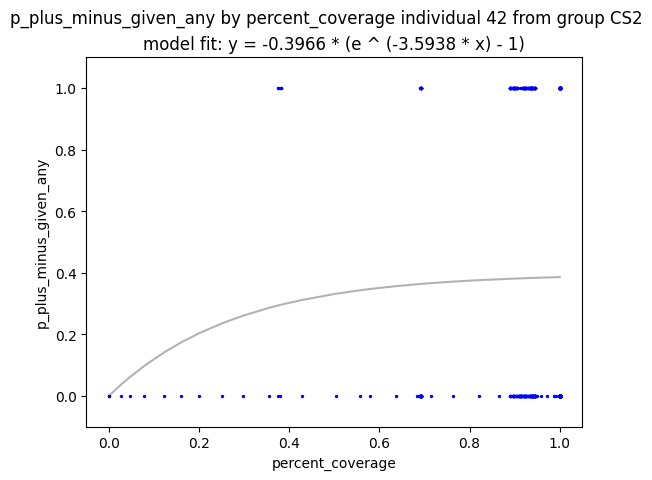 p_plus_minus_given_any by percent_coverage individual 42 from group CS2
model fit: y = -0.3966 * (e ^ (-3.5938 * x) - 1)
1.0
0.8
0.6
0.4
0.2
0.0
p_plus_minus_given_any
0.0 0.2 0.4 0.6 0.8 1.0
percent_coverage